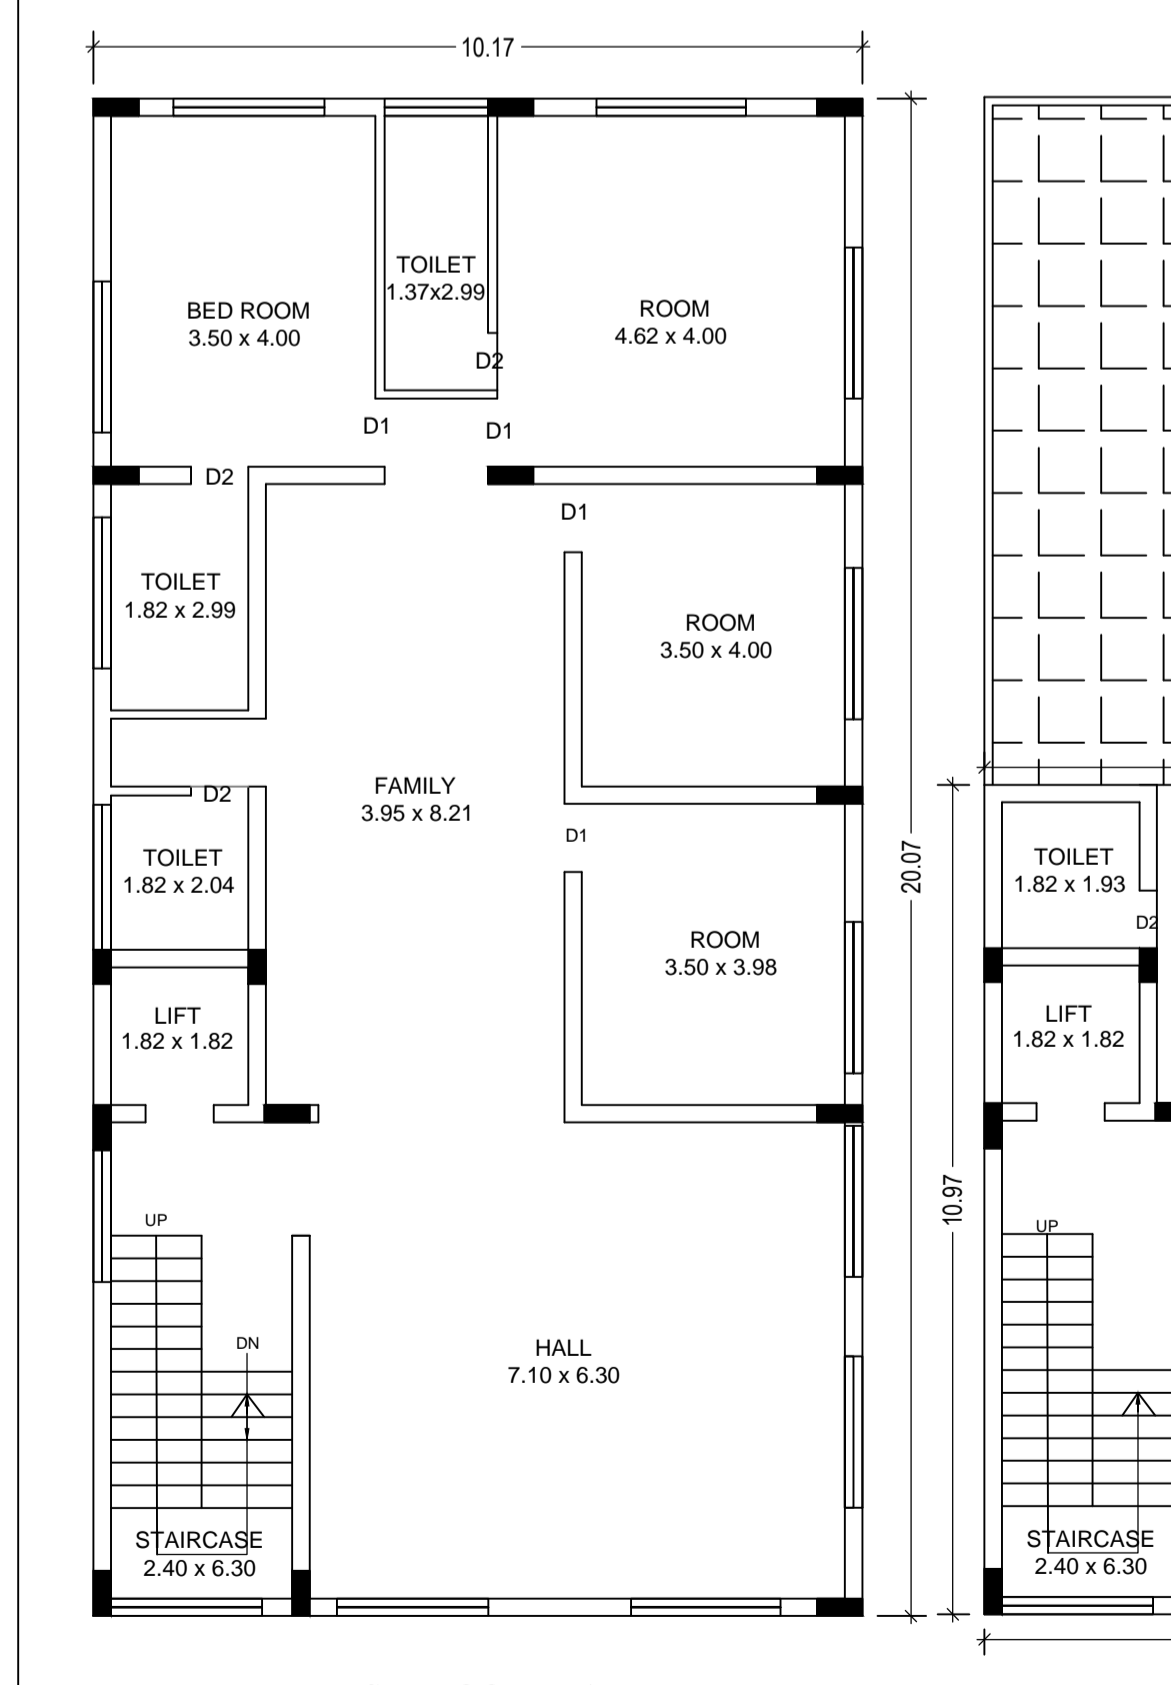 10.17
TOILET
1.37x2.99
BED ROOM
3.50 x 4.00
ROOM
4.62 x 4.00
D2
D1
D1
D2
D1
TOILET
1.82 x 2.99
ROOM
3.50 x 4.00
FAMILY
3.95 x 8.21
D2
D1
TOILET
1.82 x 2.04
ROOM
3.50 x 3.98
LIFT
1.82 x 1.82
UP
DN
HALL
7.10 x 6.30
STAIRCASE
2.40 x 6.30
20.07
10.97
TOILET
1.82 x 1.93
D2
LIFT
1.82 x 1.82
UP
STAIRCASE
2.40 x 6.30